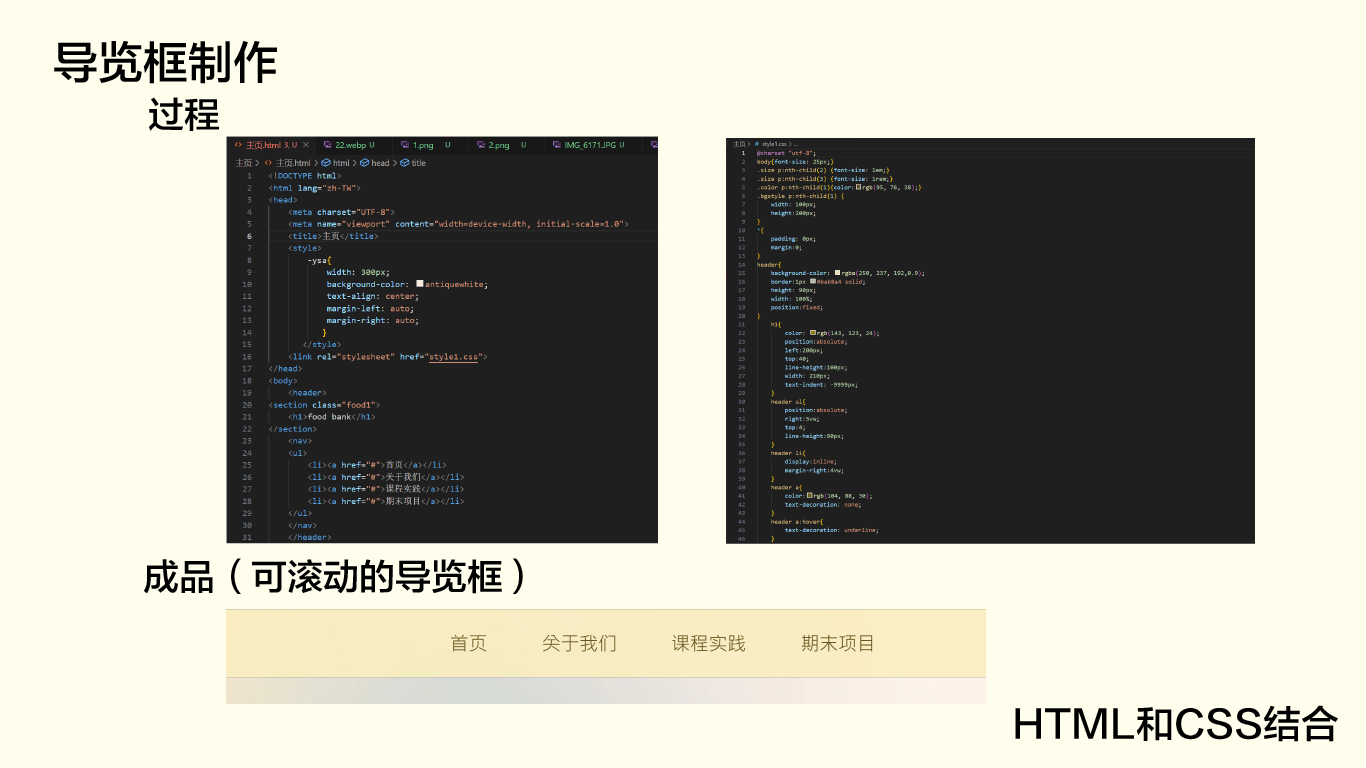 导览框制作
过程
主页.html 3, U × 22.webp U 1.png U 2.png U IMG_6171.JPG U
主页 > 主页.html > html > head > title
1 <!DOCTYPE html>
2 <html lang="zh-TW">
3 <head>
4 <meta charset="UTF-8">
5 <meta name="viewport" content="width=device-width, initial-scale=1.0">
6 <title>主页</title>
7 <style>
8 -ysa{
9 width: 300px;
10 background-color: antiquewhite;
11 text-align: center;
12 margin-left: auto;
13 margin-right: auto;
14 }
15 </style>
16 <link rel="stylesheet" href="style1.css">
17 </head>
18 <body>
19 <header>
20 <section class="food1">
21 <h1>food bank</h1>
22 </section>
23 <nav>
24 <ul>
25 <li><a href="#">首页</a></li>
26 <li><a href="#">关于我们</a></li>
27 <li><a href="#">课程实践</a></li>
28 <li><a href="#">期末项目</a></li>
29 </ul>
30 </nav>
31 </header>
主页 > # style1.css > ...
1 @charset "utf-8";
2 body{font-size: 25px;}
3 .size p:nth-child(2) {font-size: 1em;}
4 .size p:nth-child(3) {font-size: 1rem;}
5 .color p:nth-child(1){color: rgb(95, 76, 38);}
6 .bgstyle p:nth-child(1) {
7 width: 100px;
8 height:200px;
9 }
10 *{
11 padding: 0px;
12 margin:0;
13 }
14 header{
15 background-color: rgba(250, 237, 192,0.9);
16 border:1px #bab8a4 solid;
17 height: 90px;
18 width: 100%;
19 position:fixed;
20 }
21 h1{
22 color: rgb(143, 123, 24);
23 position:absolute;
24 left:200px;
25 top:40;
26 line-height:100px;
27 width: 210px;
28 text-indent: -9999px;
29 }
30 header ul{
31 position:absolute;
32 right:5vw;
33 top:4;
34 line-height:90px;
35 }
36 header li{
37 display:inline;
38 margin-right:4vw;
39 }
40 header a{
41 color: rgb(104, 88, 30);
42 text-decoration: none;
43 }
44 header a:hover{
45 text-decoration: underline;
46 }
成品（可滚动的导览框）
首页 关于我们 课程实践 期末项目
HTML和CSS结合